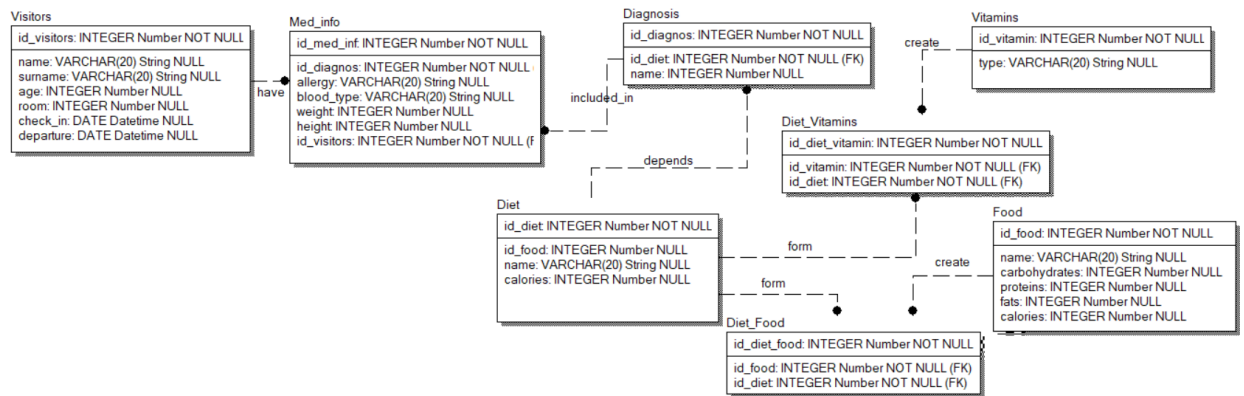 Visitors
id_visitors: INTEGER Number NOT NULL
name: VARCHAR(20) String NULL
surname: VARCHAR(20) String NULL
age: INTEGER Number NULL
room: INTEGER Number NULL
check_in: DATE Datetime NULL
departure: DATE Datetime NULL
have
Med_info
id_med_inf: INTEGER Number NOT NULL
id_diagnos: INTEGER Number NOT NULL
allergy: VARCHAR(20) String NULL
blood_type: VARCHAR(20) String NULL
weight: INTEGER Number NULL
height: INTEGER Number NULL
id_visitors: INTEGER Number NOT NULL (F
included_in
Diagnosis
id_diagnos: INTEGER Number NOT NULL
id_diet: INTEGER Number NOT NULL (FK)
name: INTEGER Number NULL
depends
Vitamins
id_vitamin: INTEGER Number NOT NULL
type: VARCHAR(20) String NULL
create
Diet_Vitamins
id_diet_vitamin: INTEGER Number NOT NULL
id_vitamin: INTEGER Number NOT NULL (FK)
id_diet: INTEGER Number NOT NULL (FK)
Diet
id_diet: INTEGER Number NOT NULL
id_food: INTEGER Number NULL
name: VARCHAR(20) String NULL
calories: INTEGER Number NULL
form
form
create
Food
id_food: INTEGER Number NOT NULL
name: VARCHAR(20) String NULL
carbohydrates: INTEGER Number NULL
proteins: INTEGER Number NULL
fats: INTEGER Number NULL
calories: INTEGER Number NULL
Diet_Food
id_diet_food: INTEGER Number NOT NULL
id_food: INTEGER Number NOT NULL (FK)
id_diet: INTEGER Number NOT NULL (FK)